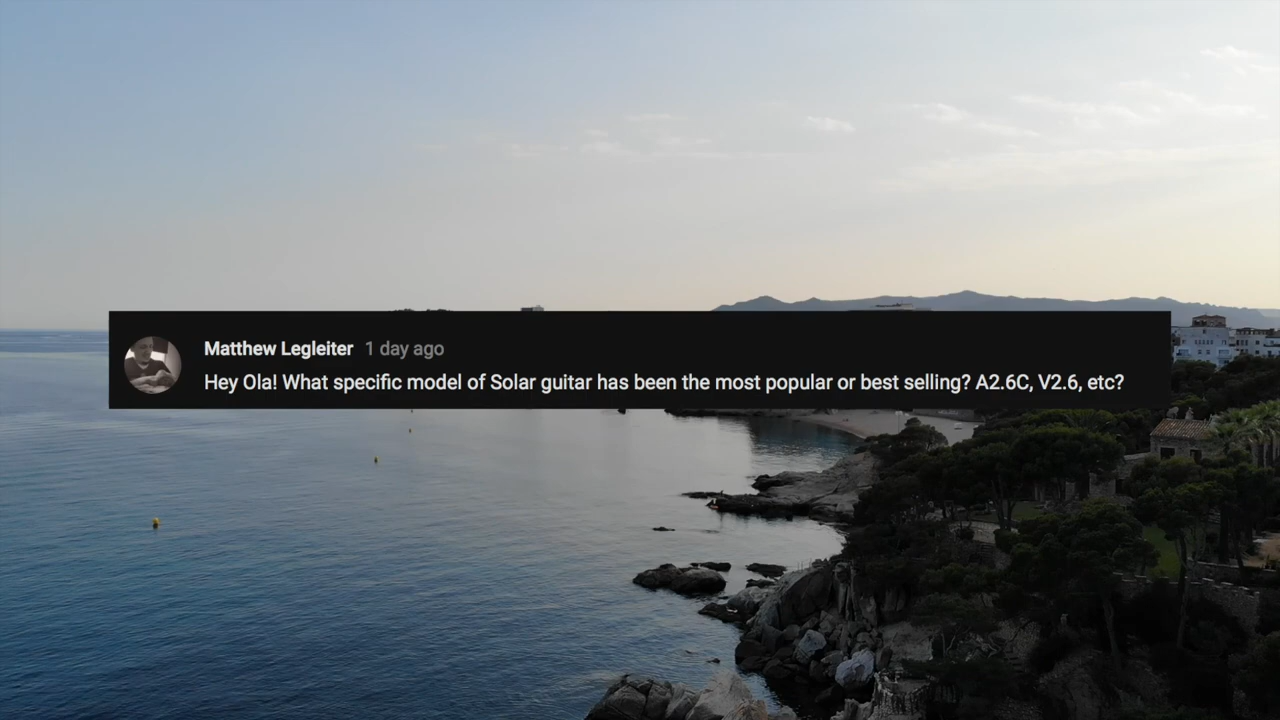 Matthew Legleiter 1 day ago
Hey Ola! What specific model of Solar guitar has been the most popular or best selling? A2.6C, V2.6, etc?